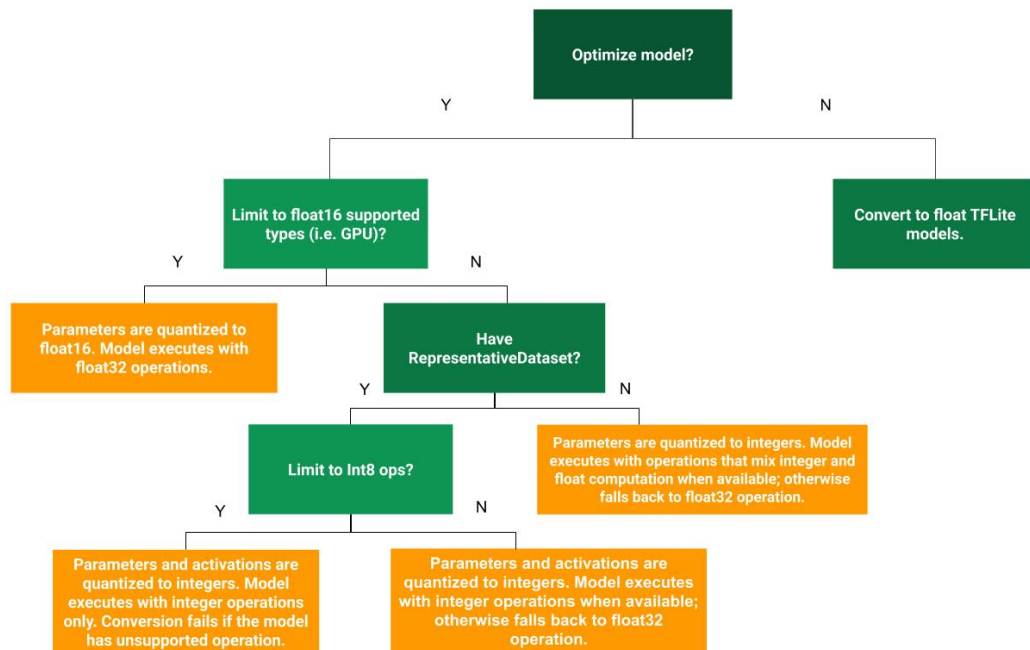 Optimize model?
Y
N
Limit to float16 supported
types (i.e. GPU)?
Convert to float TFLite
models.
Y
N
Parameters are quantized to
float16. Model executes with
float32 operations.
Have
RepresentativeDataset?
Y
N
Limit to Int8 ops?
Parameters are quantized to integers. Model
executes with operations that mix integer and
float computation when available; otherwise
falls back to float32 operation.
Y
N
Parameters and activations are
quantized to integers. Model
executes with integer operations
only. Conversion fails if the model
has unsupported operation.
Parameters and activations are
quantized to integers. Model executes
with integer operations when available;
otherwise falls back to float32
operation.